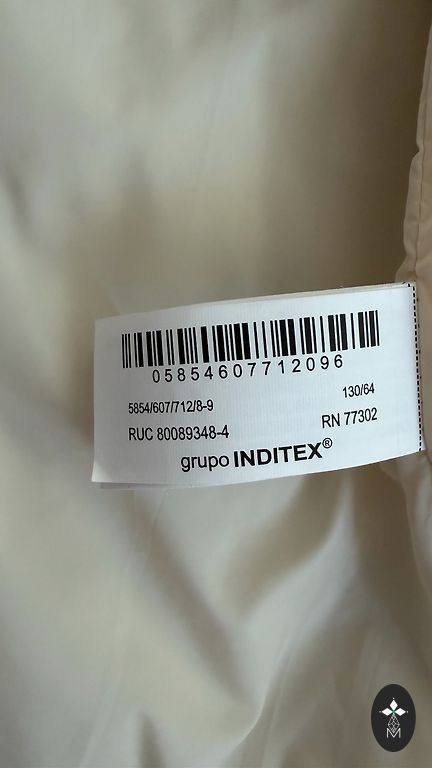 05854607712096
5854/607/712/8-9 130/64
RUC 80089348-4 RN 77302
grupo INDITEX®
M